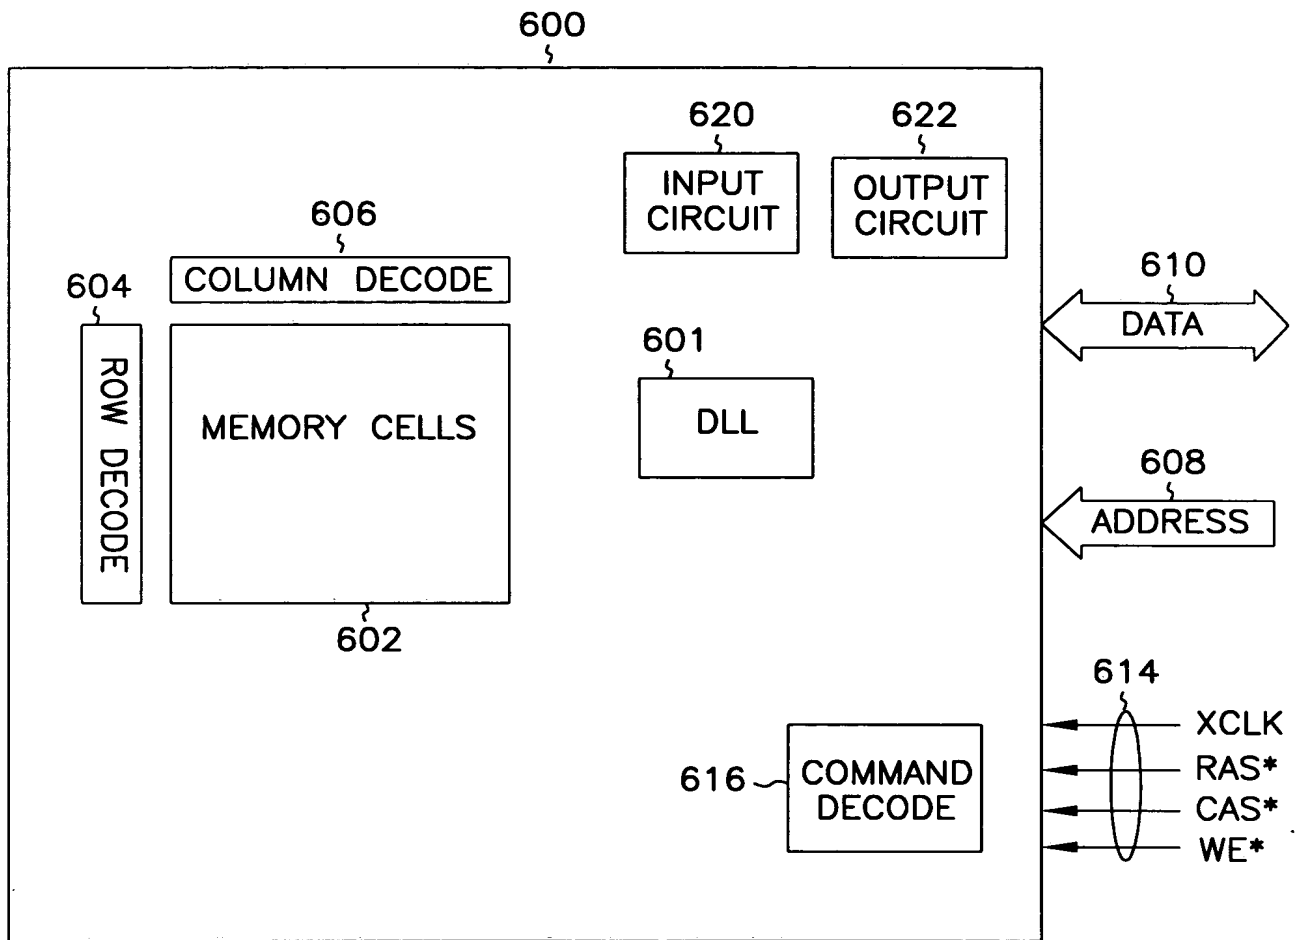 600
620
INPUT
CIRCUIT
622
OUTPUT
CIRCUIT
606
COLUMN DECODE
604
ROW DECODE
MEMORY CELLS
602
601
DLL
610
DATA
608
ADDRESS
614
XCLK
RAS*
CAS*
WE*
616
COMMAND
DECODE